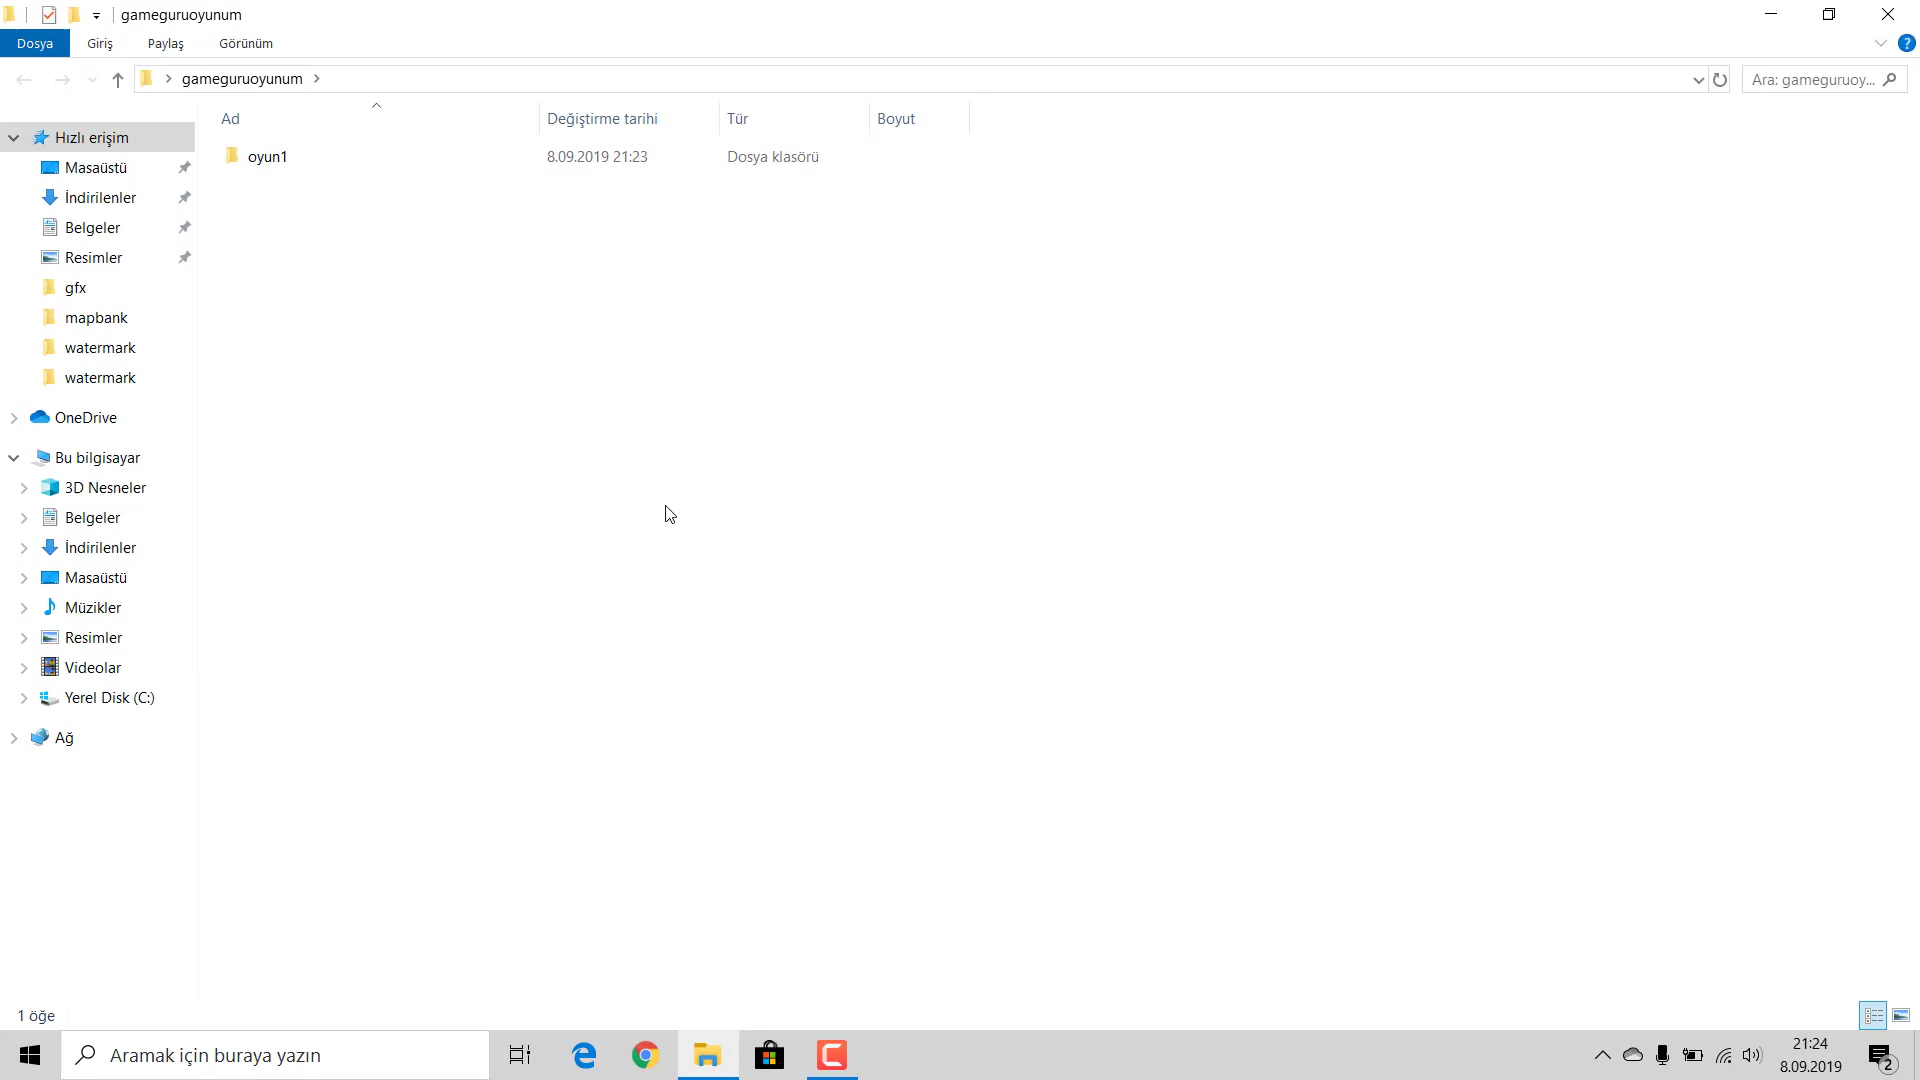 gameguruoyunum
Dosya Giriş Paylaş Görünüm
gameguruoyunum
Ara: gameguruoy...
Ad Değiştirme tarihi Tür Boyut
oyun1 8.09.2019 21:23 Dosya klasörü
Hızlı erişim
Masaüstü
İndirilenler
Belgeler
Resimler
gfx
mapbank
watermark
watermark
OneDrive
Bu bilgisayar
3D Nesneler
Belgeler
İndirilenler
Masaüstü
Müzikler
Resimler
Videolar
Yerel Disk (C:)
Ağ
1 öğe
Aramak için buraya yazın
21:24
8.09.2019
2